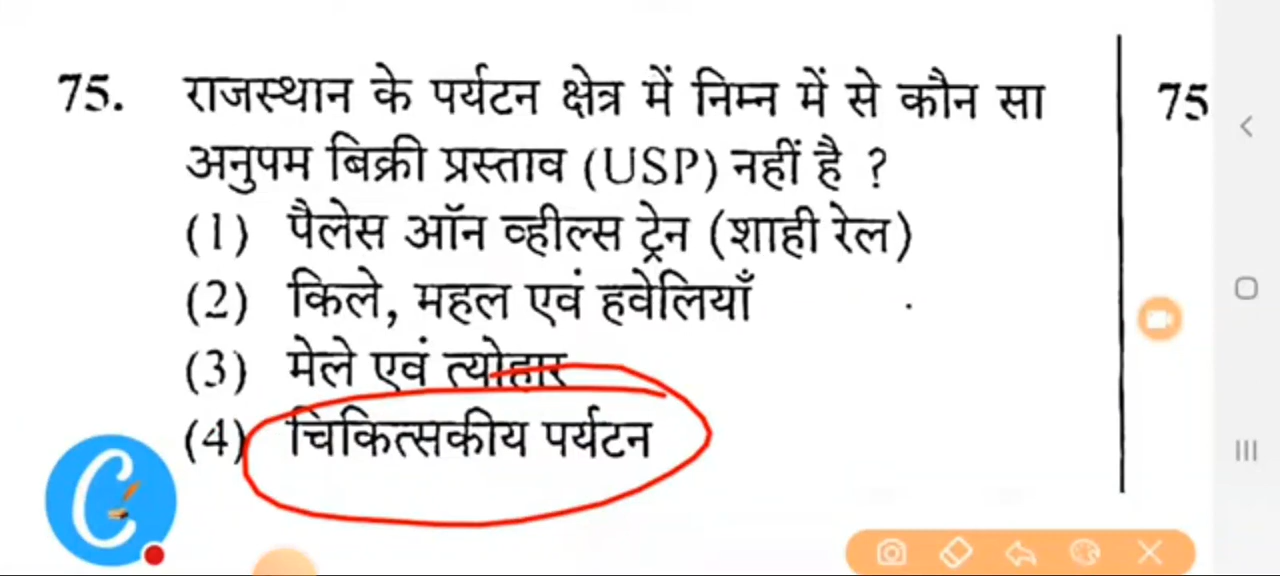 75. राजस्थान के पर्यटन क्षेत्र में निम्न में से कौन सा
अनुपम बिक्री प्रस्ताव (USP) नहीं है ?
(1) पैलेस ऑन व्हील्स ट्रेन (शाही रेल)
(2) किले, महल एवं हवेलियाँ
(3) मेले एवं त्योहार
(4) चिकित्सकीय पर्यटन
75
C